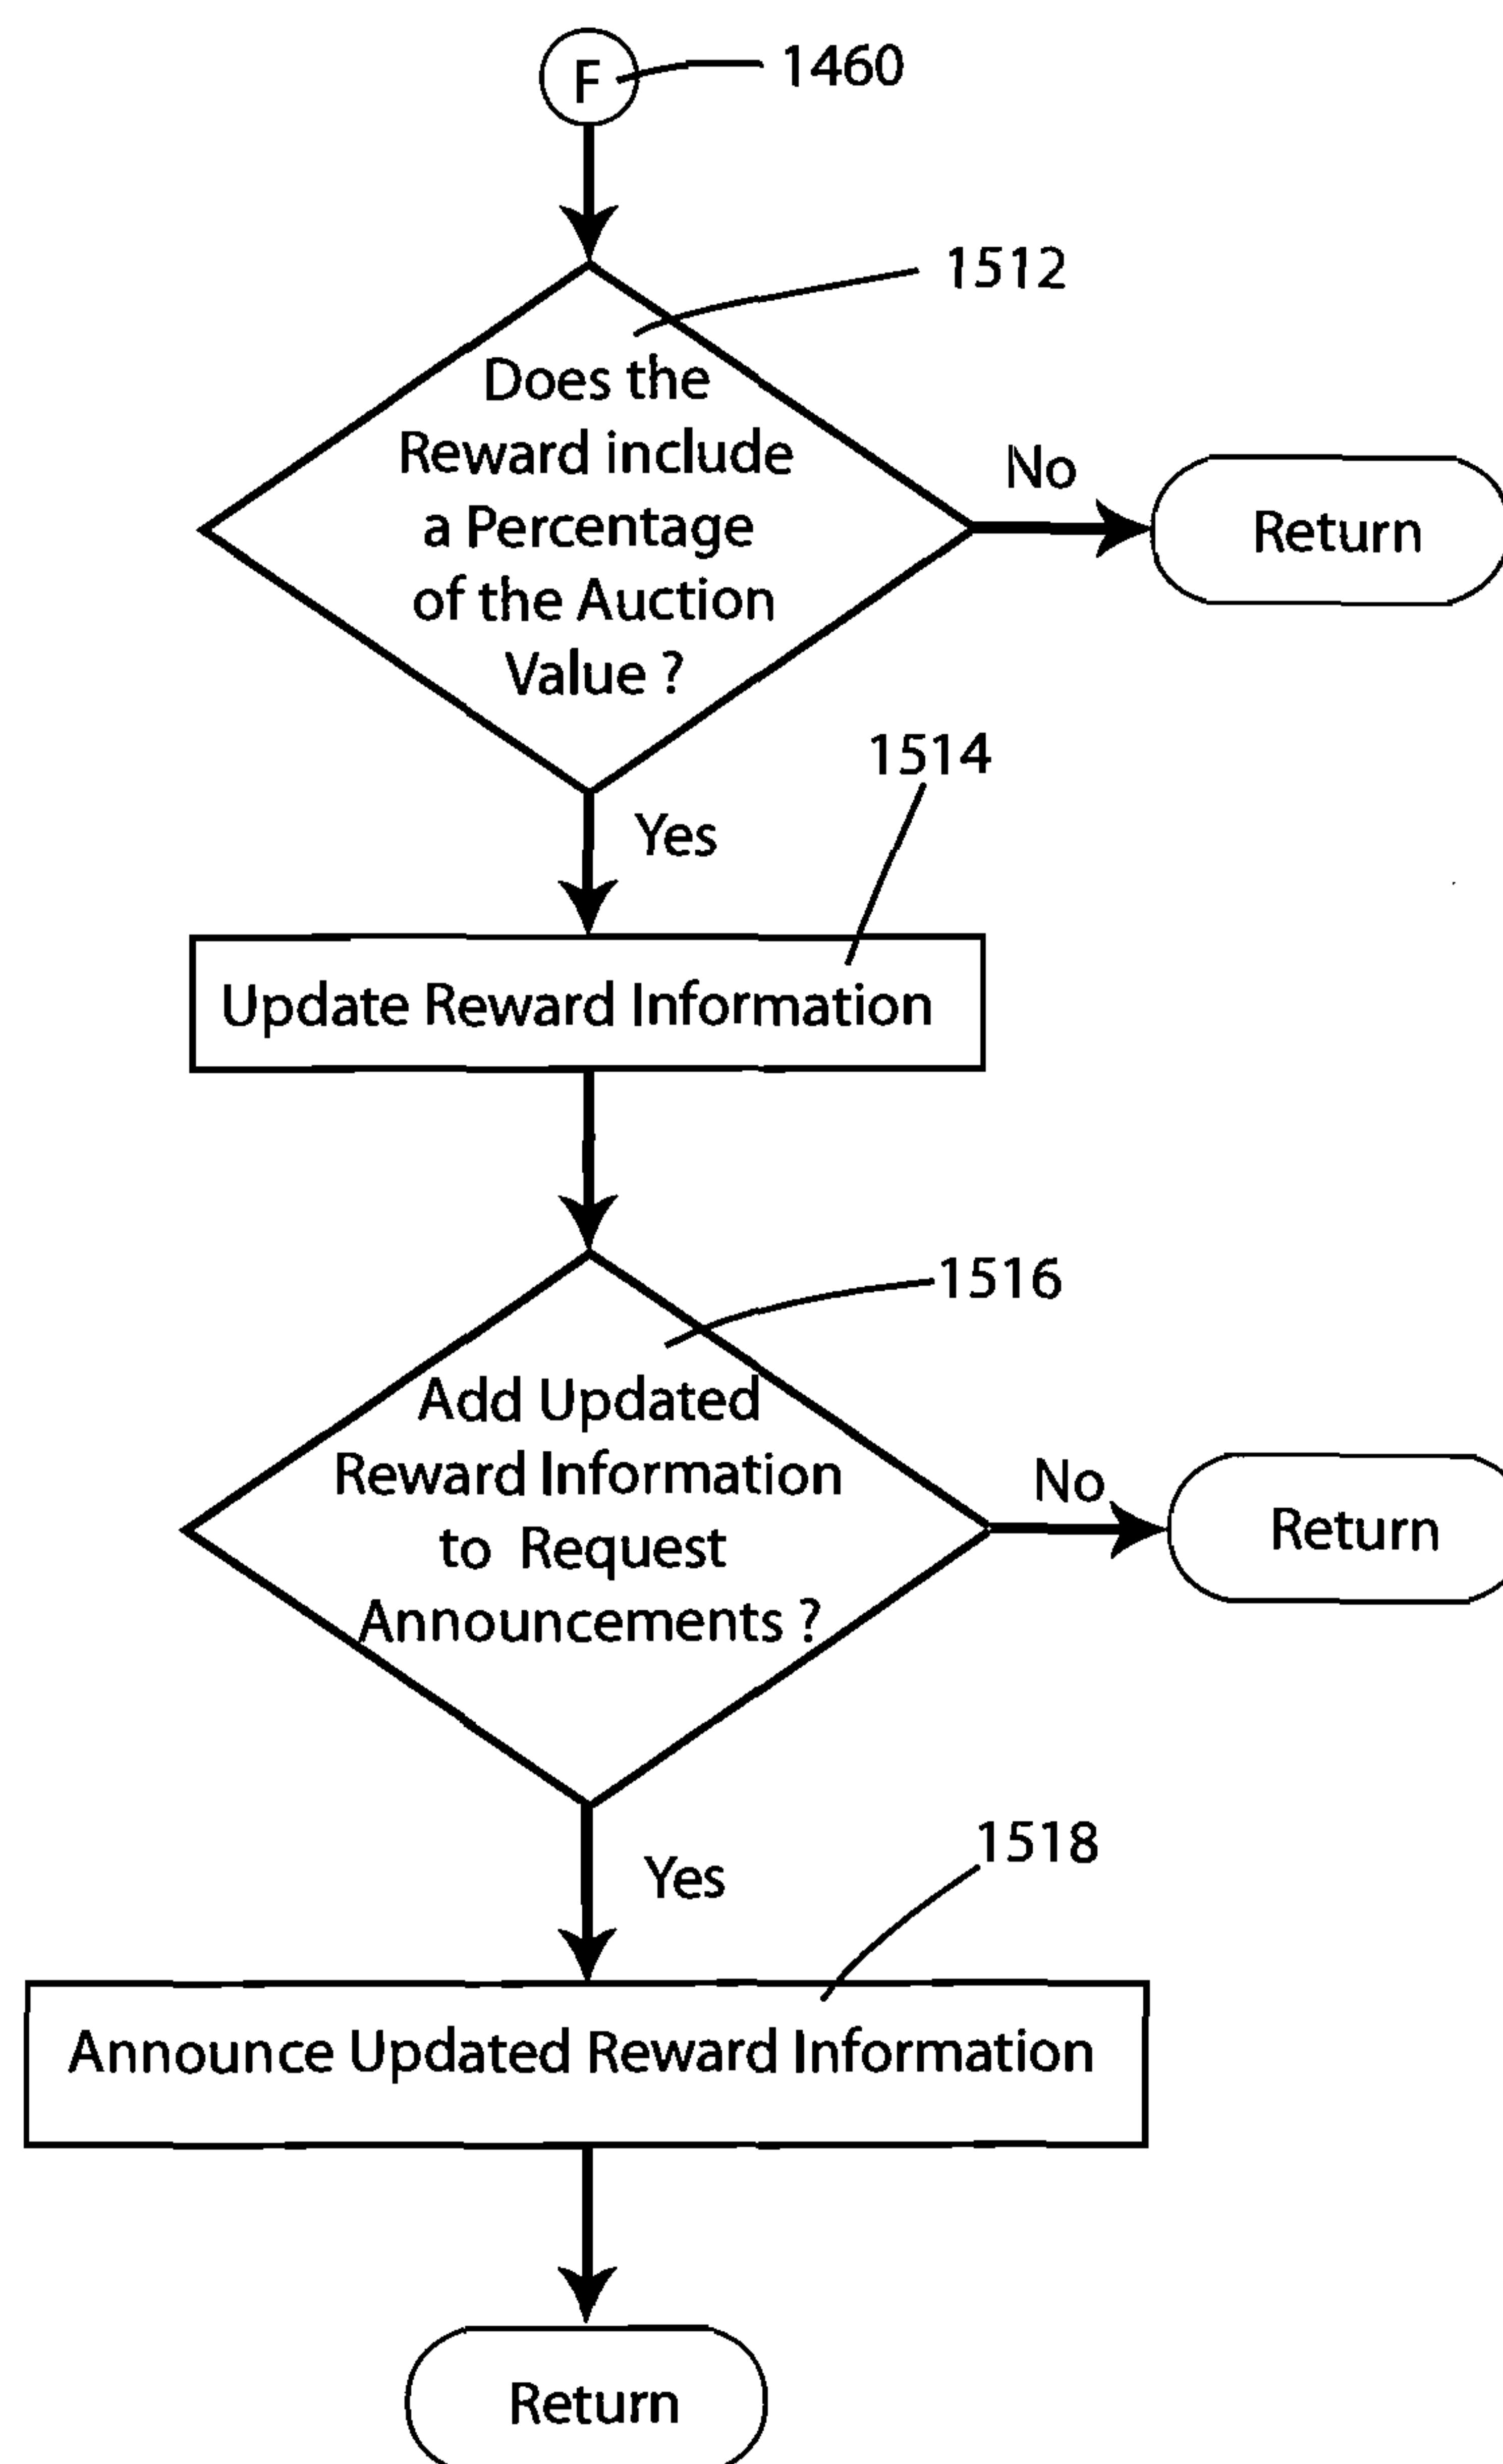 F
1460
1512
Does the
Reward include
a Percentage
of the Auction
Value ?
No
Return
1514
Yes
Update Reward Information
1516
Add Updated
Reward Information
to Request
Announcements ?
No
Return
1518
Yes
Announce Updated Reward Information
Return